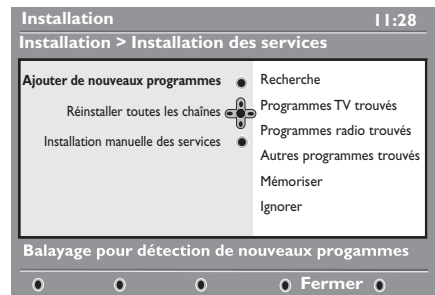 Installation 11:28
Installation > Installation des services
Ajouter de nouveaux programmes
Réinstaller toutes les chaînes
Installation manuelle des services
Recherche
Programmes TV trouvés
Programmes radio trouvés
Autres programmes trouvés
Mémoriser
Ignorer
Balayage pour détection de nouveaux progammes
Fermer